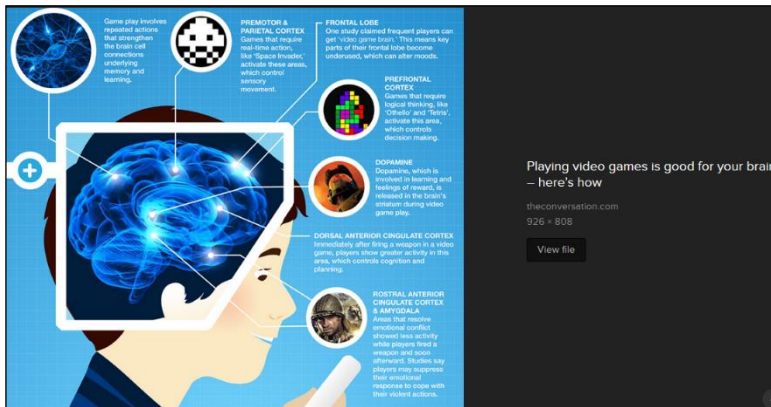 Game play involves
repeated actions
that strengthen
the brain cell
connections
underlying
memory and
learning.
PREMOTOR &
PARIETAL CORTEX
Games that require
real-time action,
like 'Space Invader,'
activate these areas,
which control
sensory
movement.
FRONTAL LOBE
One study claimed frequent players can
get 'video game brain.' This means key
parts of their frontal lobe become
underused, which can alter moods.
PREFRONTAL
CORTEX
Games that require
logical thinking, like
'Othello' and 'Tetris',
activate this area,
which controls
decision making.
DOPAMINE
Dopamine, which is
involved in learning and
feelings of reward, is
released in the brain's
striatum during video
game play.
DORSAL ANTERIOR CINGULATE CORTEX
Immediately after firing a weapon in a video
game, players show greater activity in this
area, which controls cognition and
planning.
ROSTRAL ANTERIOR
CINGULATE CORTEX
& AMYGDALA
Areas that resolve
emotional conflict
showed less activity
while players fired a
weapon and soon
afterward. Studies say
players may suppress
their emotional
response to cope with
their violent actions.
Playing video games is good for your brain
– here's how
theconversation.com
926 × 808
View file